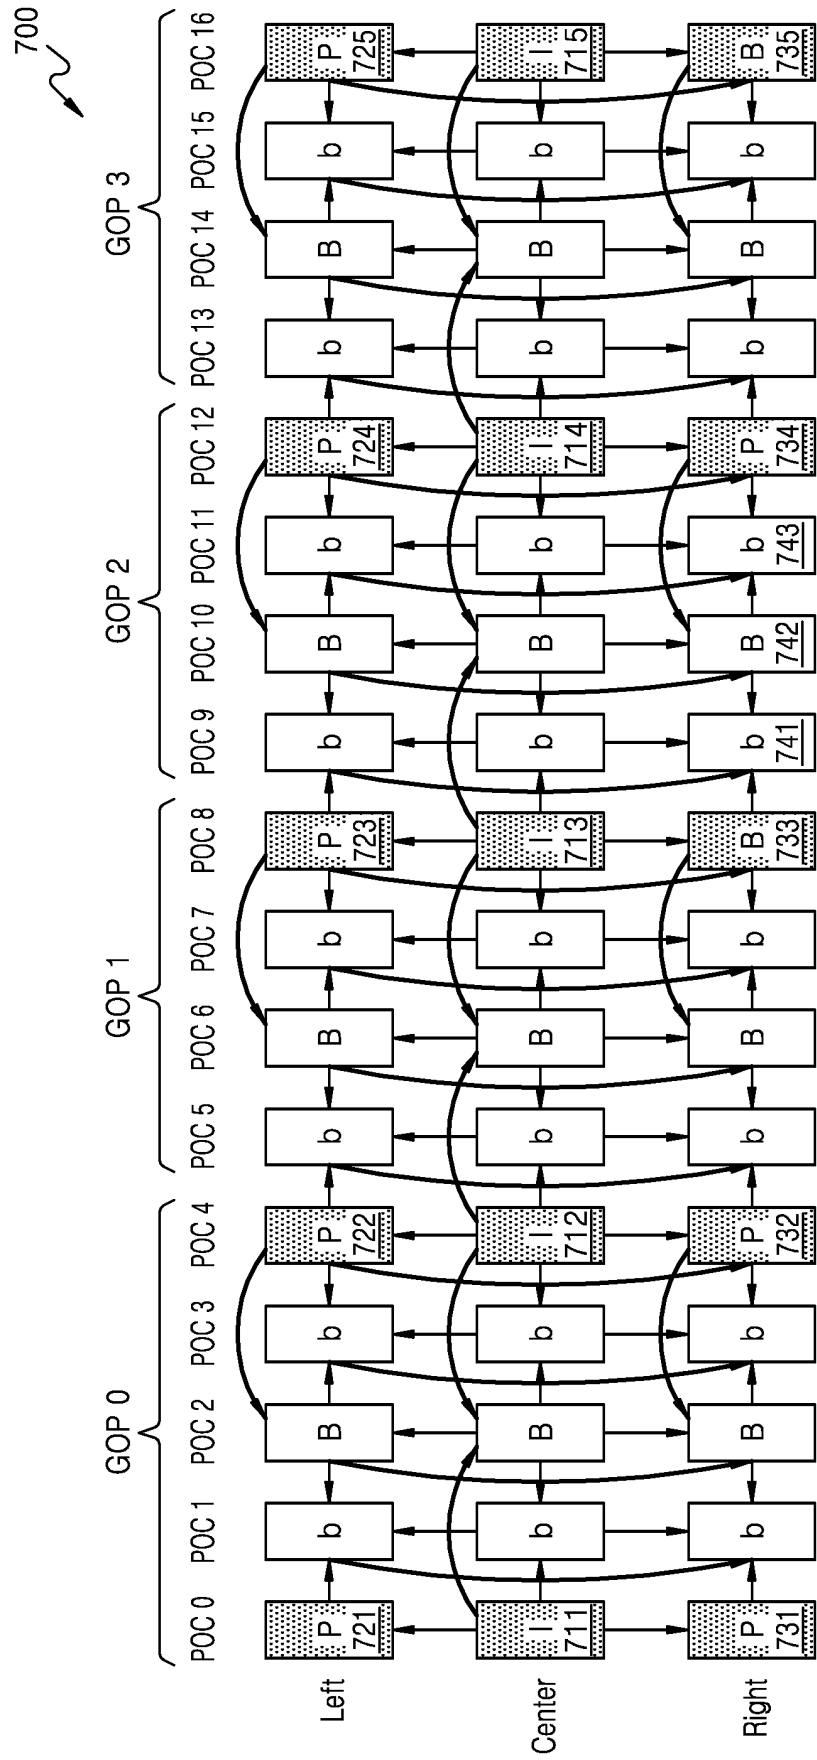 700
GOP 0 GOP 1 GOP 2 GOP 3
POC 0 POC 1 POC 2 POC 3 POC 4 POC 5 POC 6 POC 7 POC 8 POC 9 POC 10 POC 11 POC 12 POC 13 POC 14 POC 15 POC 16
Left P b B b P b B b P b B b P b B b P
721 722 723 724 725
Center I b B b I b B b I b B b I b B b I
711 712 713 714 715
Right P b B b P b B b B b B b P b B b B
731 732 733 741 742 743 734 735